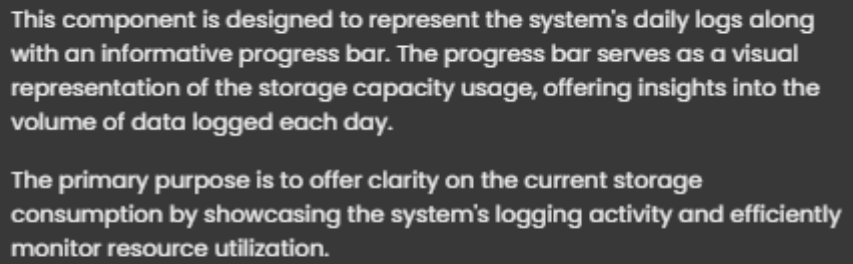 This component is designed to represent the system's daily logs along
with an informative progress bar. The progress bar serves as a visual
representation of the storage capacity usage, offering insights into the
volume of data logged each day.
The primary purpose is to offer clarity on the current storage
consumption by showcasing the system's logging activity and efficiently
monitor resource utilization.